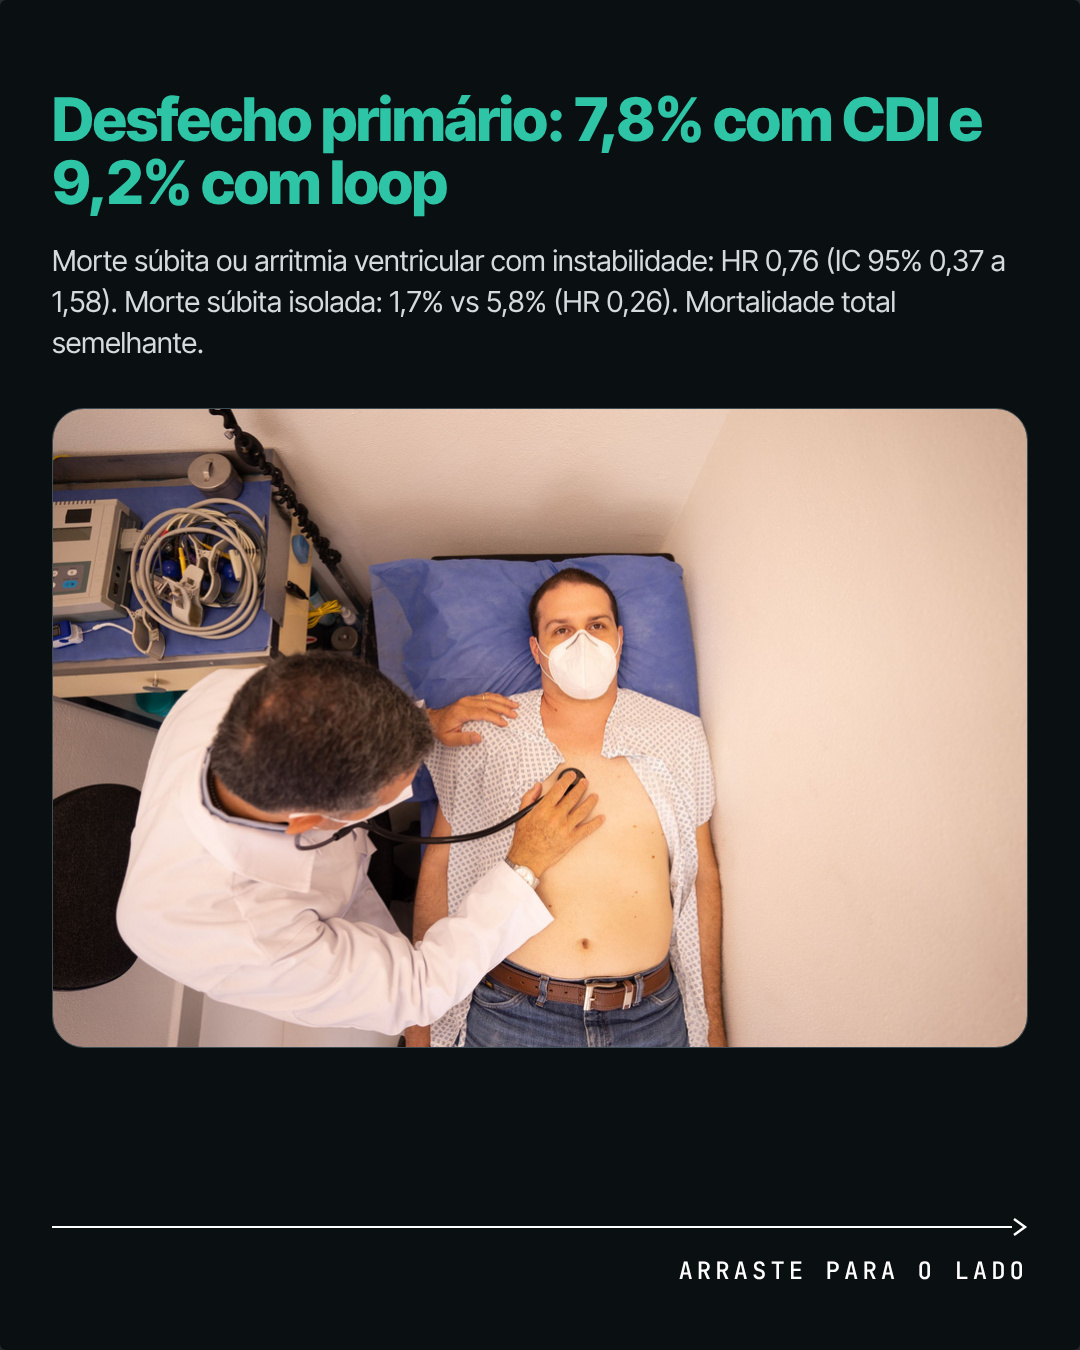 Desfecho primário: 7,8% com CDI e
9,2% com loop
Morte súbita ou arritmia ventricular com instabilidade: HR 0,76 (IC 95% 0,37 a
1,58). Morte súbita isolada: 1,7% vs 5,8% (HR 0,26). Mortalidade total
semelhante.
ARRASTE PARA O LADO